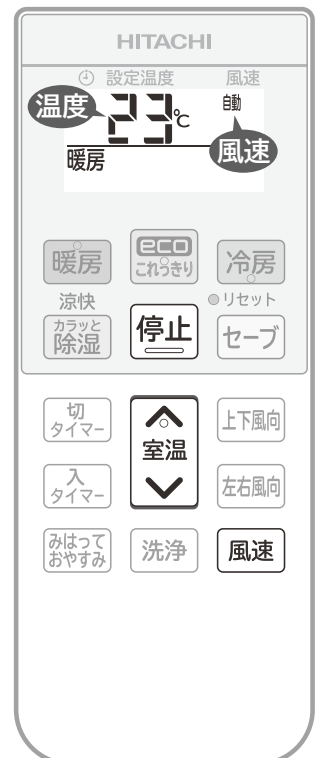 HITACHI
設定温度 風速
温度 23℃ 自動
暖房 風速
暖房 eco これっきり 冷房
涼快 リセット
カラッと除湿 停止 セーブ
切タイマー 室温 上下風向
入タイマー 左右風向
みはっておやすみ 洗浄 風速